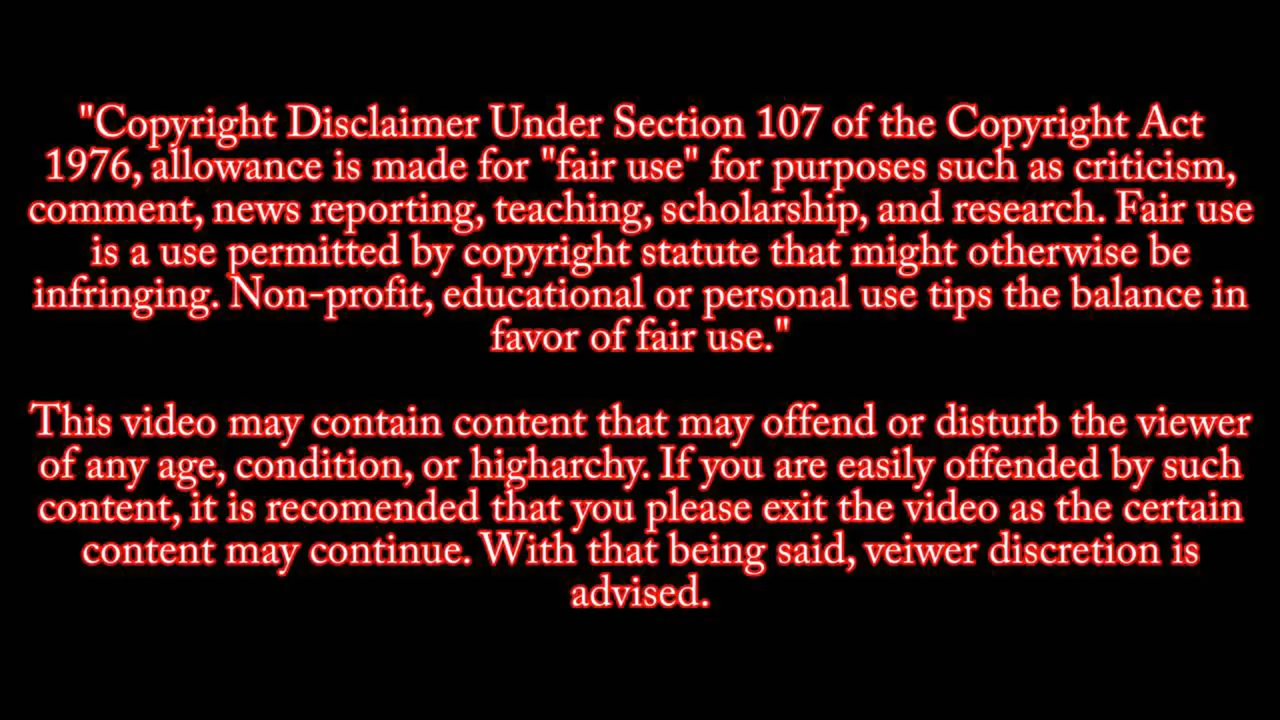 "Copyright Disclaimer Under Section 107 of the Copyright Act
1976, allowance is made for "fair use" for purposes such as criticism,
comment, news reporting, teaching, scholarship, and research. Fair use
is a use permitted by copyright statute that might otherwise be
infringing. Non-profit, educational or personal use tips the balance in
favor of fair use."
This video may contain content that may offend or disturb the viewer
of any age, condition, or higharchy. If you are easily offended by such
content, it is recomended that you please exit the video as the certain
content may continue. With that being said, veiwer discretion is
advised.